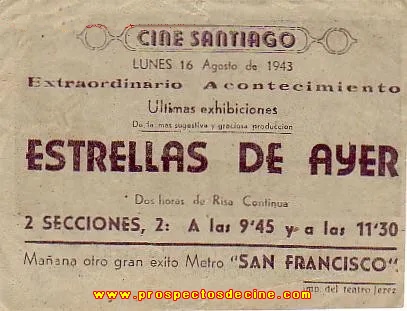 CINE SANTIAGO
LUNES 16 Agosto de 1943
Extraordinario Acontecimiento
Ultimas exhibiciones
De la mas sugestiva y graciosa produccion
ESTRELLAS DE AYER
Dos horas de Risa Continua
2 SECCIONES, 2: A las 9'45 y a las 11'30
Mañana otro gran exito Metro "SAN FRANCISCO"
Imp. del teatro Jerez
www.prospectosdecine.com